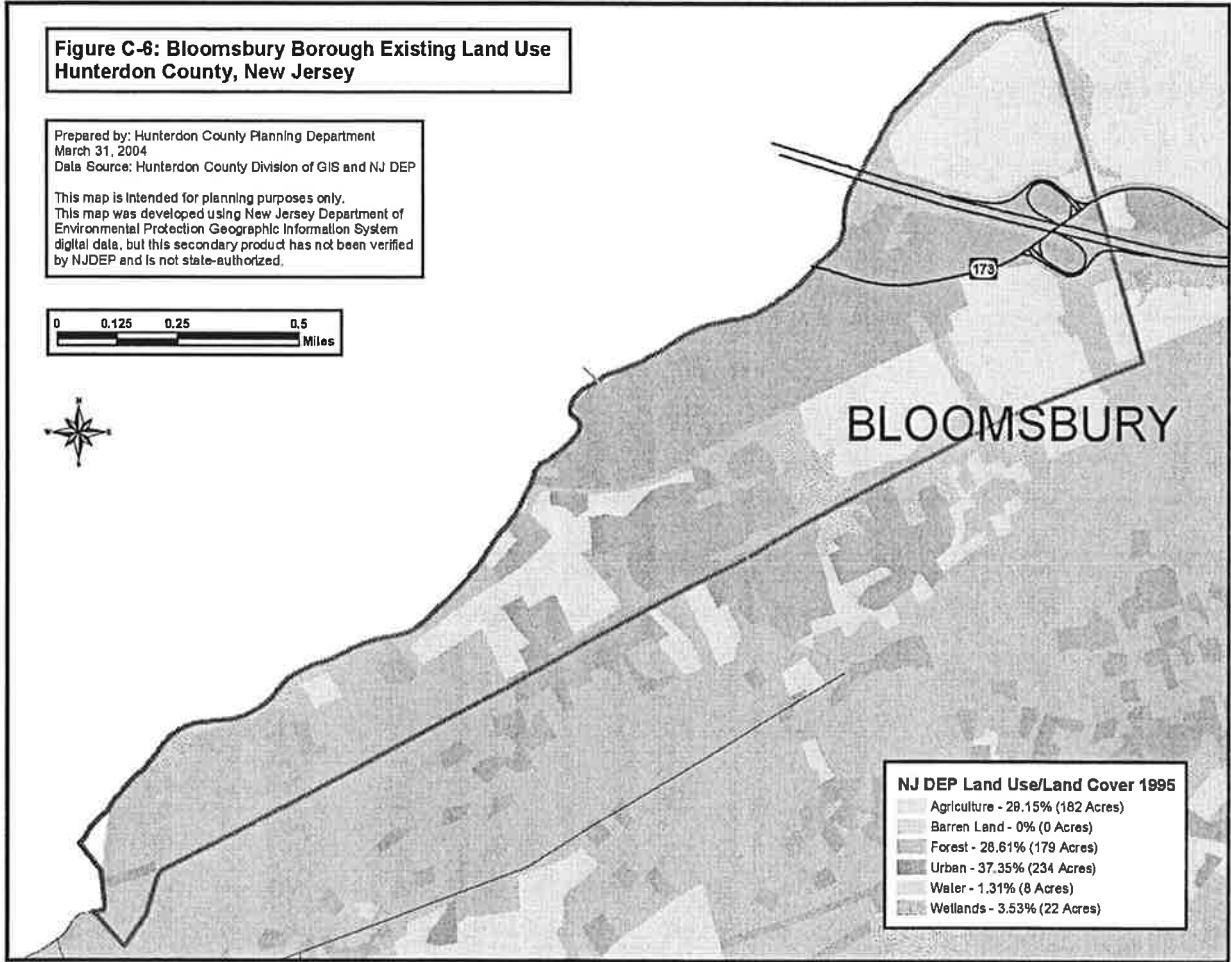 Figure C-6: Bloomsbury Borough Existing Land Use
Hunterdon County, New Jersey
Prepared by: Hunterdon County Planning Department
March 31, 2004
Data Source: Hunterdon County Division of GIS and NJ DEP
This map is intended for planning purposes only.
This map was developed using New Jersey Department of
Environmental Protection Geographic Information System
digital data, but this secondary product has not been verified
by NJDEP and is not state-authorized.
0 0.125 0.25 0.5
Miles
N
W E
S
173
BLOOMSBURY
NJ DEP Land Use/Land Cover 1995
Agriculture - 29.15% (182 Acres)
Barren Land - 0% (0 Acres)
Forest - 28.61% (179 Acres)
Urban - 37.35% (234 Acres)
Water - 1.31% (8 Acres)
Wetlands - 3.53% (22 Acres)